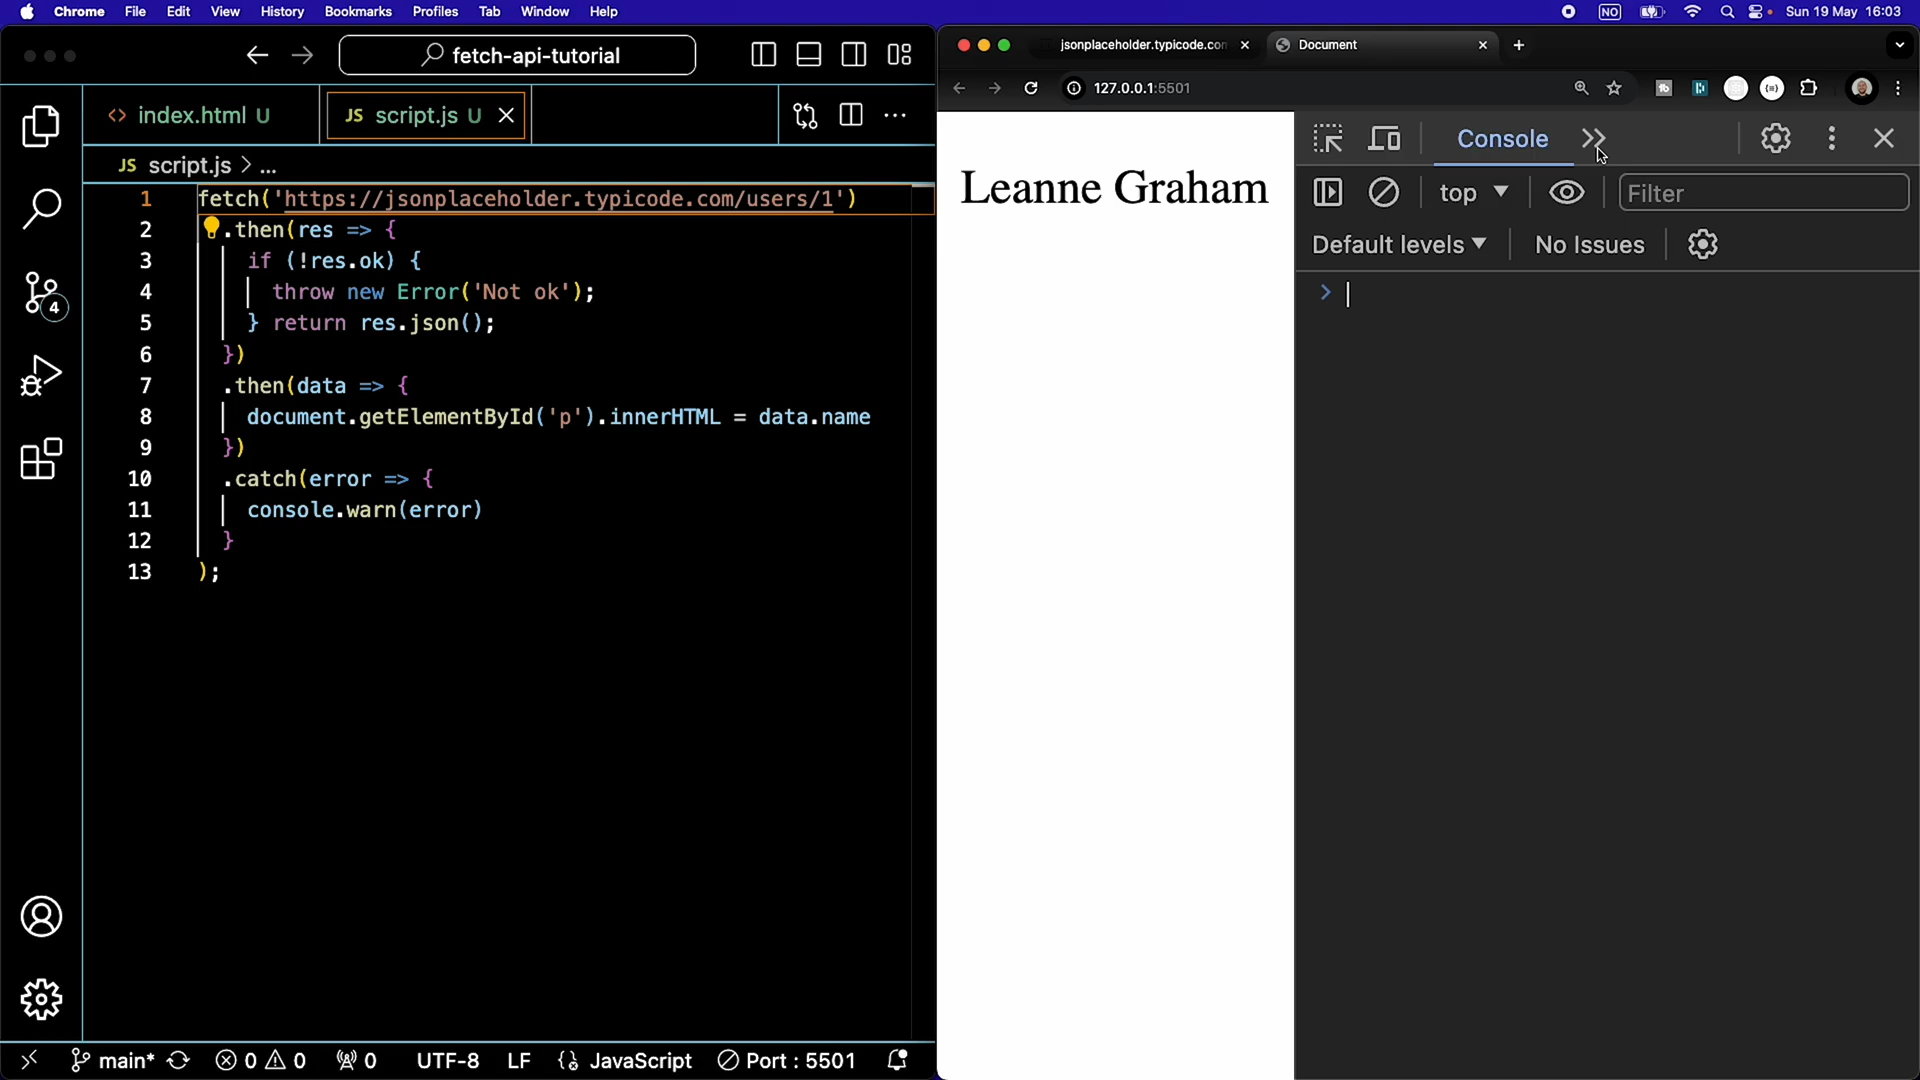 Chrome File Edit View History Bookmarks Profiles Tab Window Help
NO Sun 19 May 16:03
fetch-api-tutorial
<> index.html U
JS script.js U
JS script.js > ...
1 fetch('https://jsonplaceholder.typicode.com/users/1')
2 .then(res => {
3 if (!res.ok) {
4 throw new Error('Not ok');
5 } return res.json();
6 })
7 .then(data => {
8 document.getElementById('p').innerHTML = data.name
9 })
10 .catch(error => {
11 console.warn(error)
12 }
13 );
4
main* 0 0 0 UTF-8 LF JavaScript Port : 5501
jsonplaceholder.typicode.con
Document
127.0.0.1:5501
Leanne Graham
Console
top
Filter
Default levels
No Issues
>